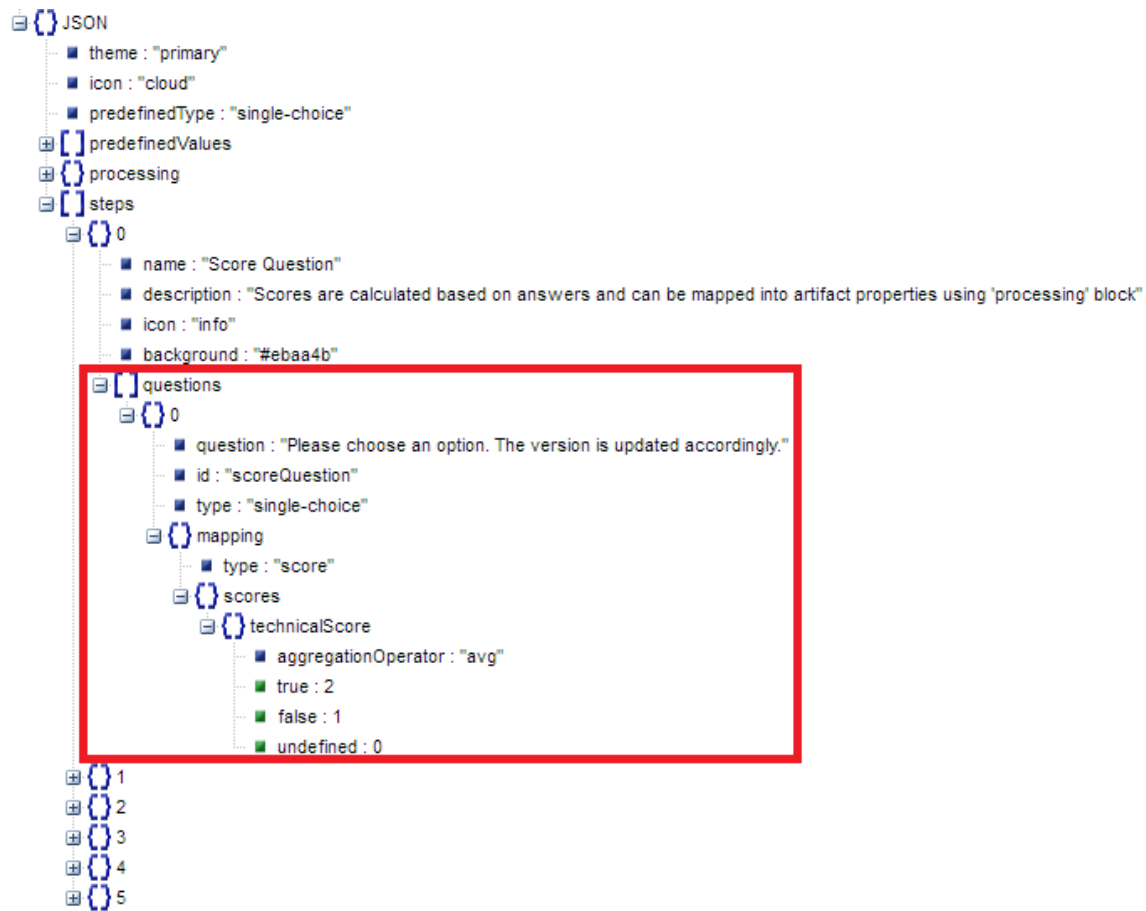 JSON
theme : "primary"
icon : "cloud"
predefinedType : "single-choice"
predefinedValues
processing
steps
0
name : "Score Question"
description : "Scores are calculated based on answers and can be mapped into artifact properties using 'processing' block"
icon : "info"
background : "#ebaa4b"
questions
0
question : "Please choose an option. The version is updated accordingly."
id : "scoreQuestion"
type : "single-choice"
mapping
type : "score"
scores
technicalScore
aggregationOperator : "avg"
true : 2
false : 1
undefined : 0
1
2
3
4
5